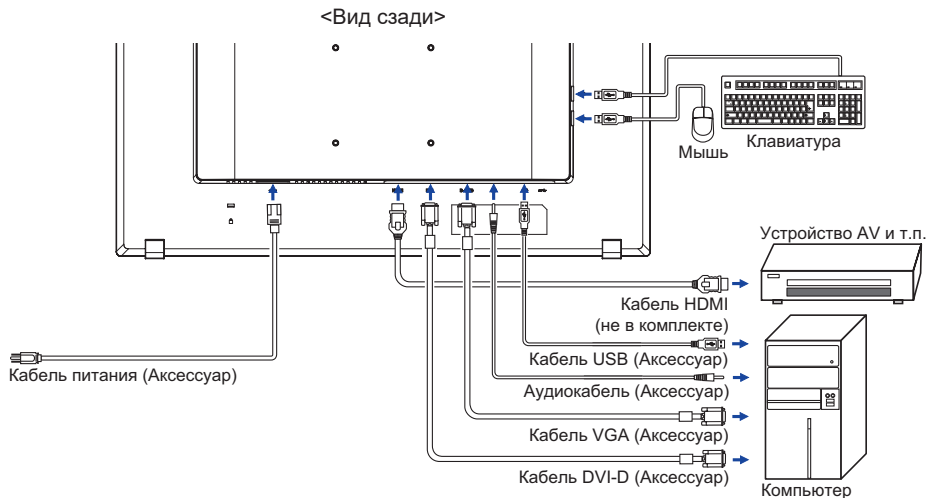 <Вид сзади>
Мышь
Клавиатура
Устройство AV и т.п.
Кабель HDMI
(не в комплекте)
Кабель USB (Аксессуар)
Кабель питания (Аксессуар)
Аудиокабель (Аксессуар)
Кабель VGA (Аксессуар)
Кабель DVI-D (Аксессуар)
Компьютер